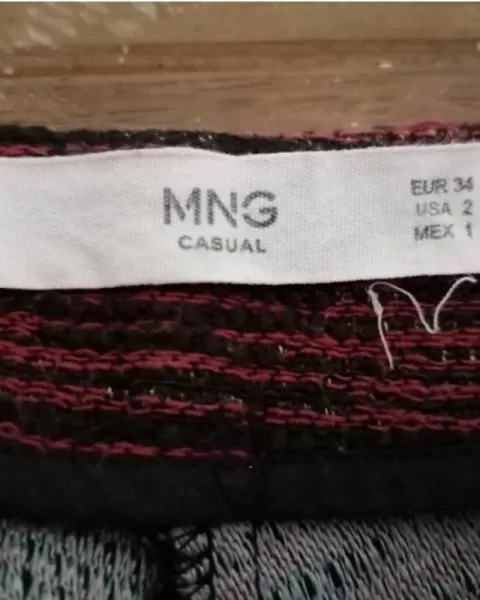 MNG
CASUAL
EUR 34
USA 2
MEX 1